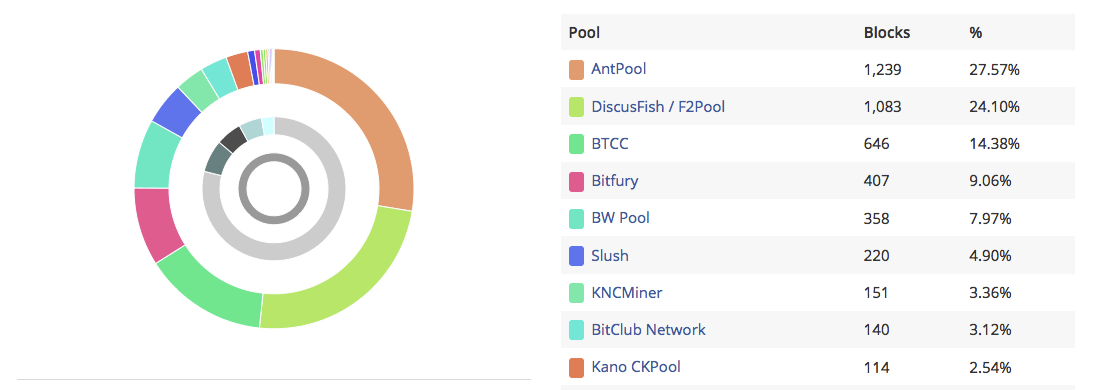 Pool Blocks %
AntPool 1,239 27.57%
DiscusFish / F2Pool 1,083 24.10%
BTCC 646 14.38%
Bitfury 407 9.06%
BW Pool 358 7.97%
Slush 220 4.90%
KNCMiner 151 3.36%
BitClub Network 140 3.12%
Kano CKPool 114 2.54%